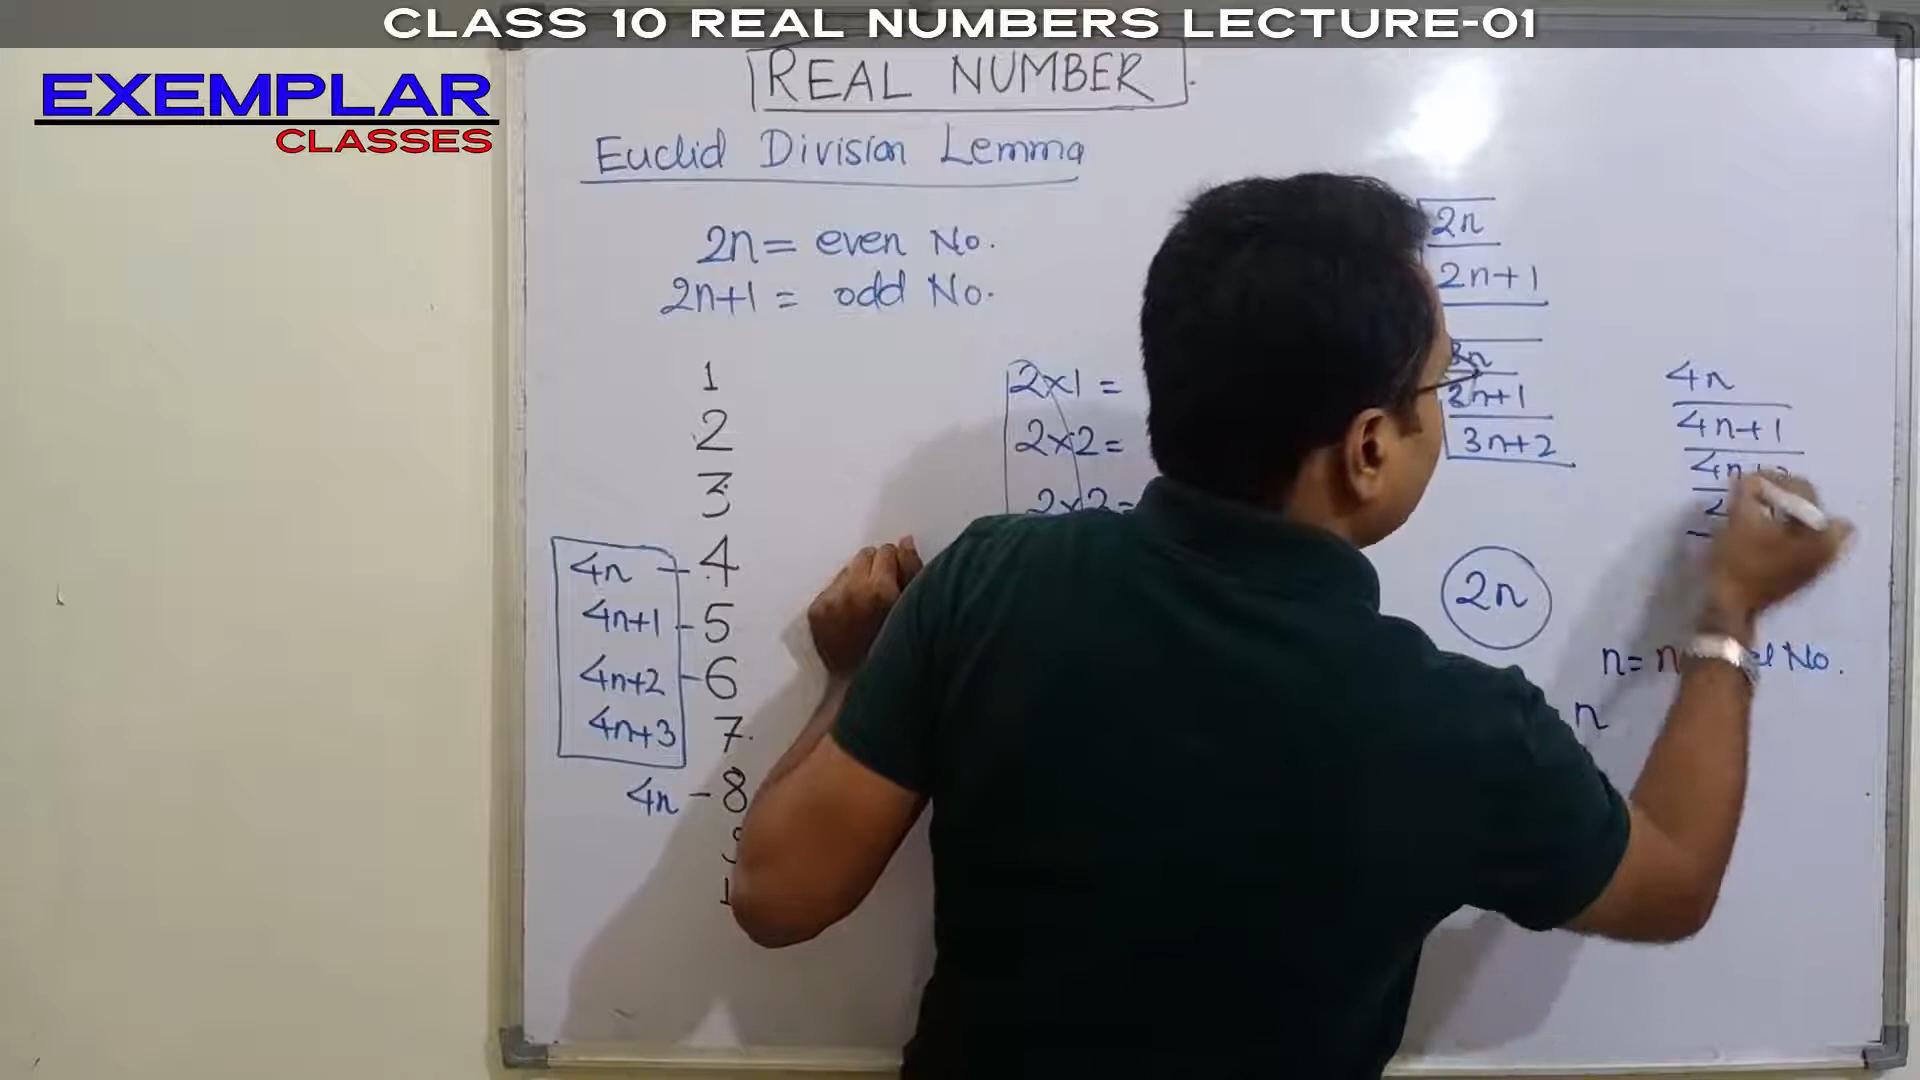 CLASS 10 REAL NUMBERS LECTURE-01
EXEMPLAR
CLASSES
REAL NUMBER
Euclid Division Lemma
2n = even No.
2n+1 = odd No.
1
2
3
4n - 4
4n+1 - 5
4n+2 - 6
4n+3 7
4n - 8
2×1 =
2×2 =
2n
2n+1
3n
3n+1
3n+2
4n
4n+1
2n
n =
No.
n